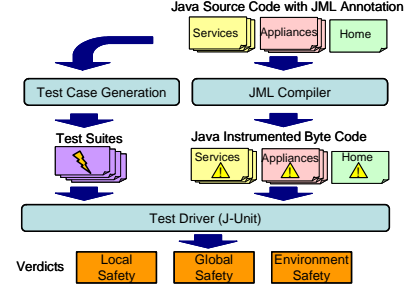 Java Source Code with JML Annotation
Services
Appliances
Home
Test Case Generation
JML Compiler
Test Suites
Java Instrumented Byte Code
Services
Appliances
Home
Test Driver (J-Unit)
Verdicts
Local
Safety
Global
Safety
Environment
Safety